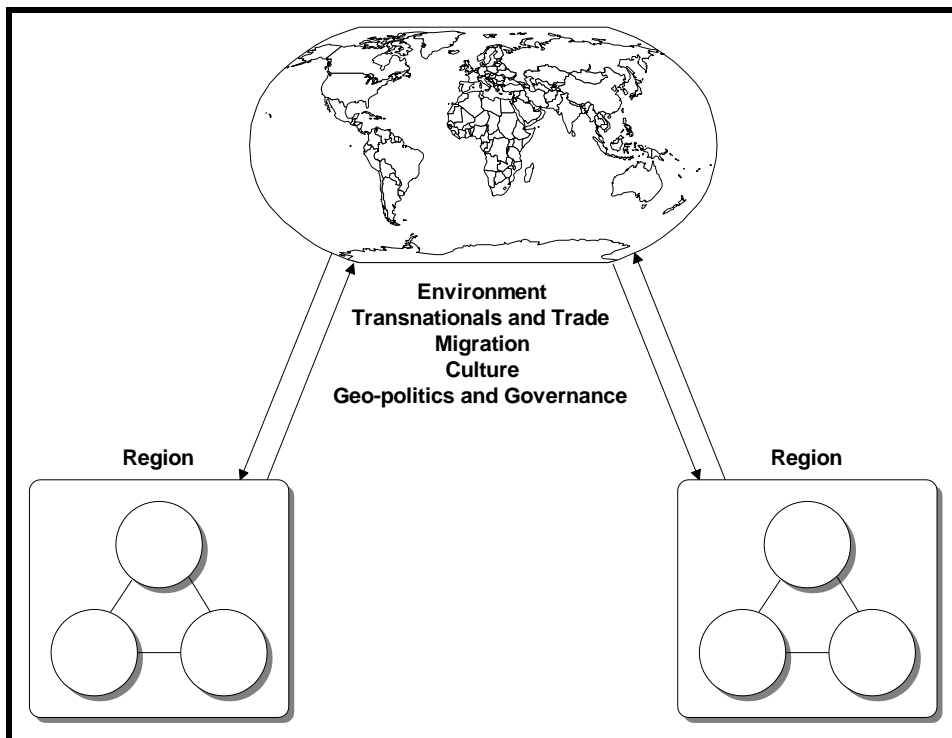 Environment
Transnationals and Trade
Migration
Culture
Geo-politics and Governance
Region
Region